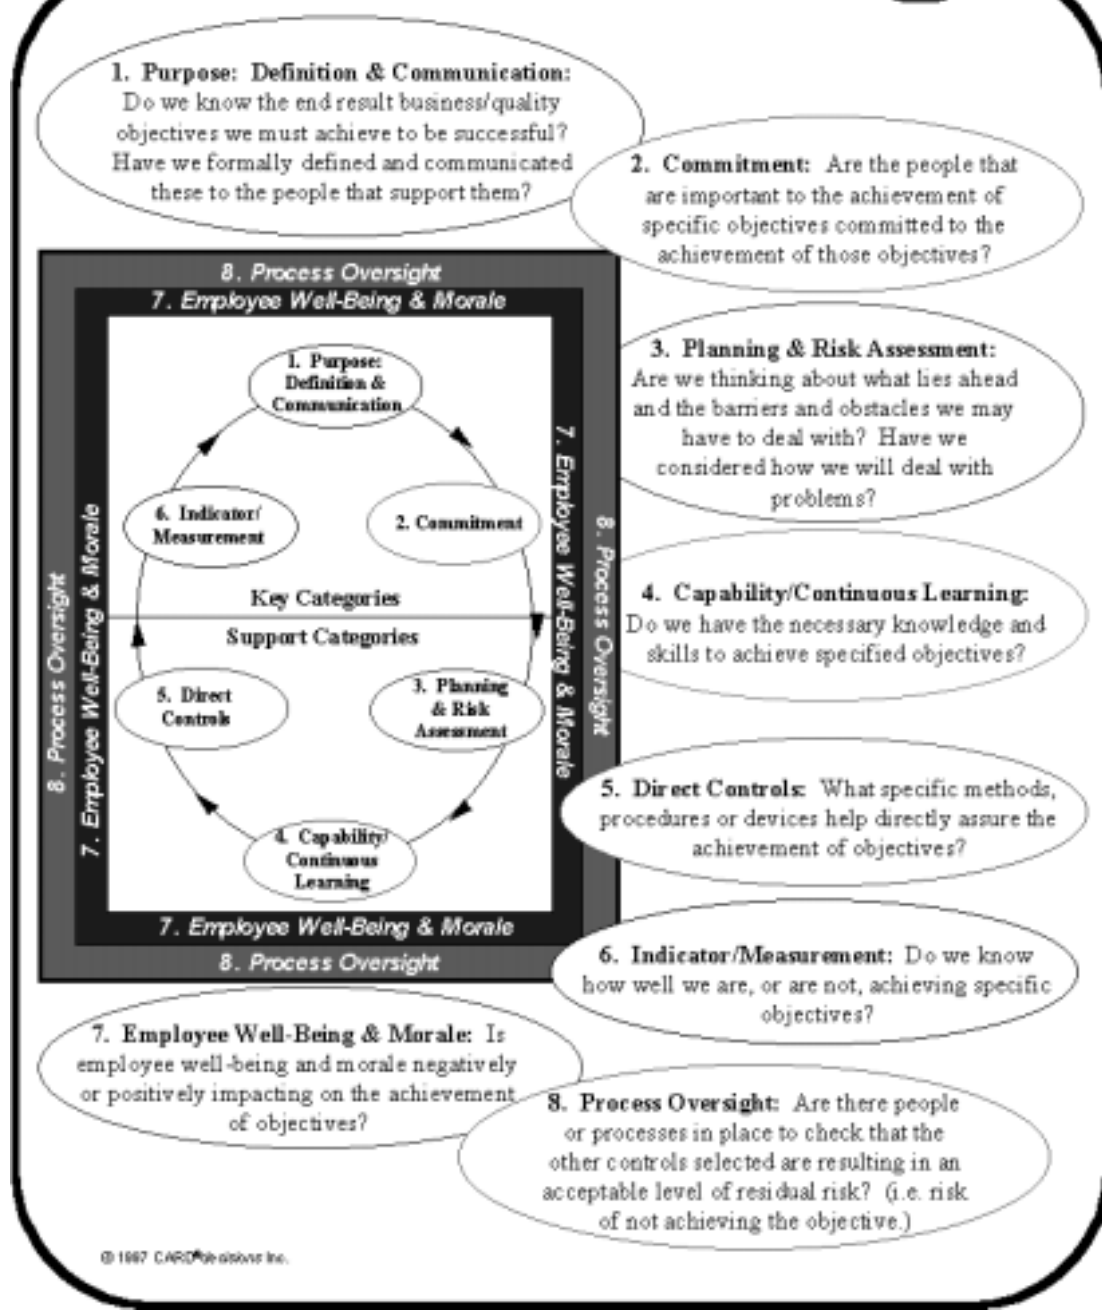 1. Purpose: Definition & Communication:
Do we know the end result business/quality
objectives we must achieve to be successful?
Have we formally defined and communicated
these to the people that support them?
2. Commitment: Are the people that
are important to the achievement of
specific objectives committed to the
achievement of those objectives?
8. Process Oversight
7. Employee Well-Being & Morale
1. Purpose:
Definition &
Communication
6. Indicator/
Measurement
2. Commitment
Key Categories
Support Categories
5. Direct
Controls
3. Planning
& Risk
Assessment
4. Capability/
Continuous
Learning
8. Process Oversight
7. Employee Well-Being & Morale
7. Employee Well-Being & Morale
8. Process Oversight
7. Employee Well-Being & Morale
8. Process Oversight
3. Planning & Risk Assessment:
Are we thinking about what lies ahead
and the barriers and obstacles we may
have to deal with? Have we
considered how we will deal with
problems?
4. Capability/Continuous Learning:
Do we have the necessary knowledge and
skills to achieve specified objectives?
5. Direct Controls: What specific methods,
procedures or devices help directly assure the
achievement of objectives?
6. Indicator/Measurement: Do we know
how well we are, or are not, achieving specific
objectives?
7. Employee Well-Being & Morale: Is
employee well-being and morale negatively
or positively impacting on the achievement
of objectives?
8. Process Oversight: Are there people
or processes in place to check that the
other controls selected are resulting in an
acceptable level of residual risk? (i.e. risk
of not achieving the objective.)
© 1997 CARD®decisions Inc.